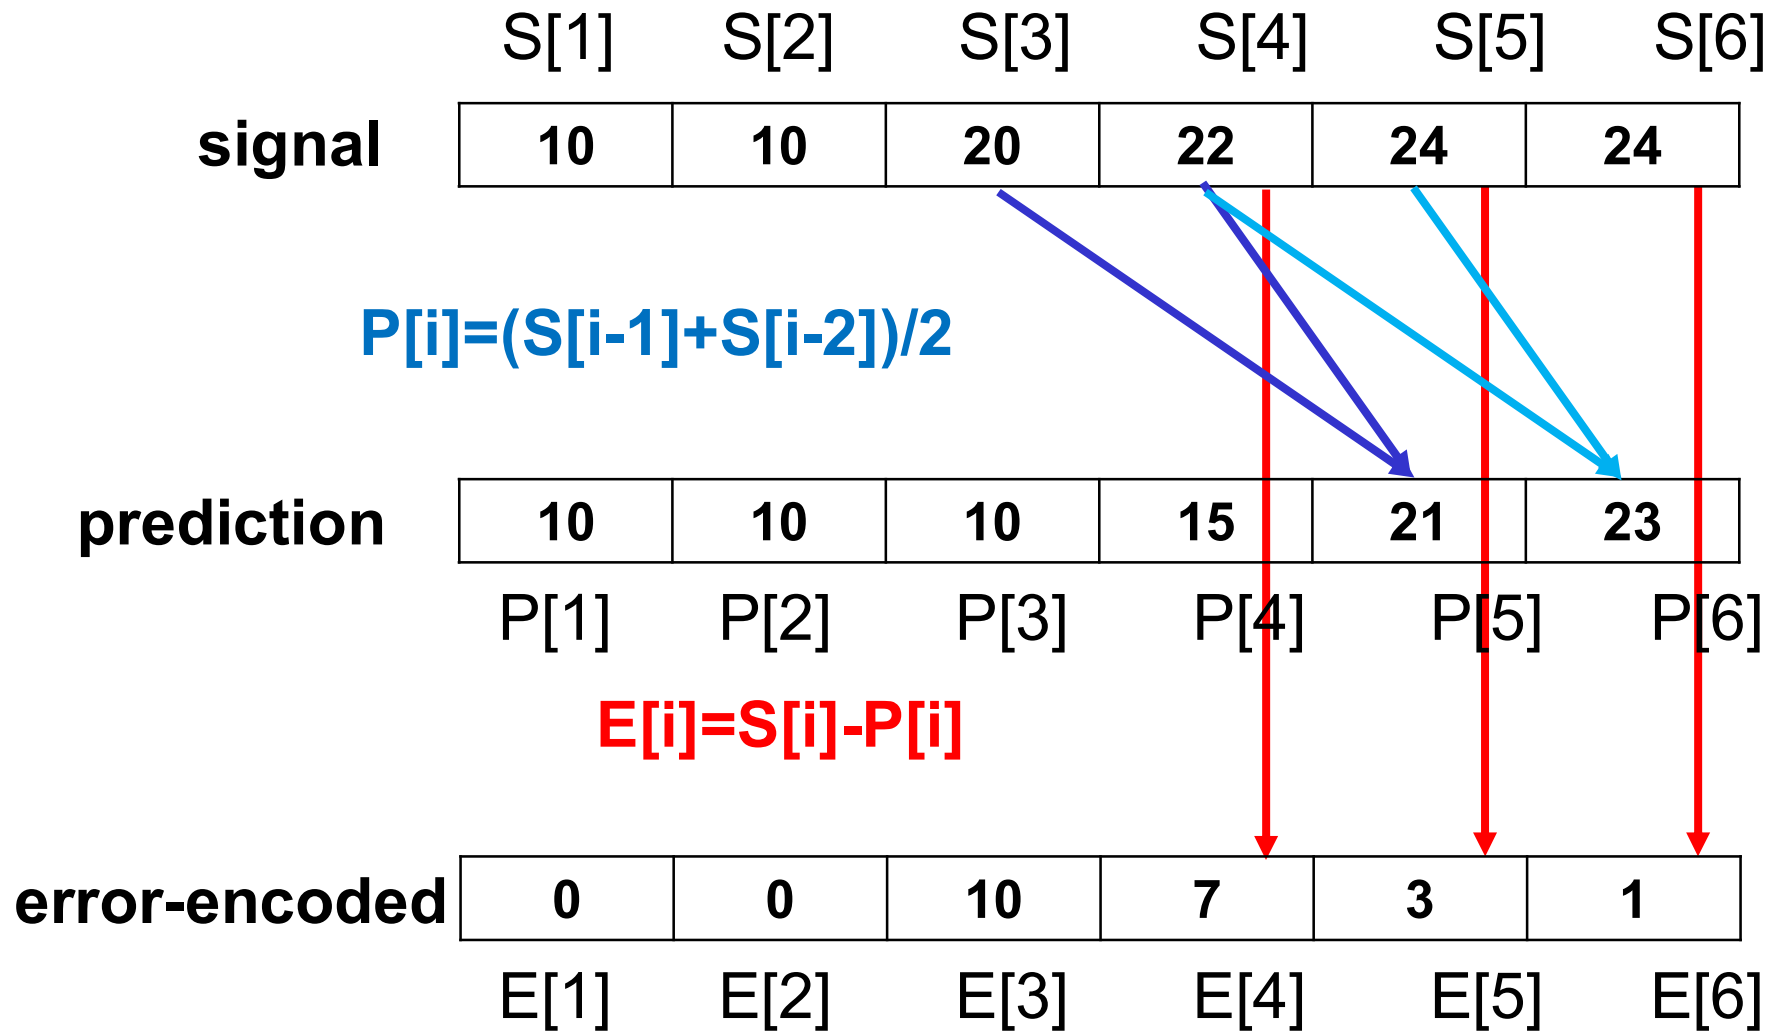 S[1] S[2] S[3] S[4] S[5] S[6]
signal 10 10 20 22 24 24
P[i]=(S[i-1]+S[i-2])/2
prediction 10 10 10 15 21 23
P[1] P[2] P[3] P[4] P[5] P[6]
E[i]=S[i]-P[i]
error-encoded 0 0 10 7 3 1
E[1] E[2] E[3] E[4] E[5] E[6]